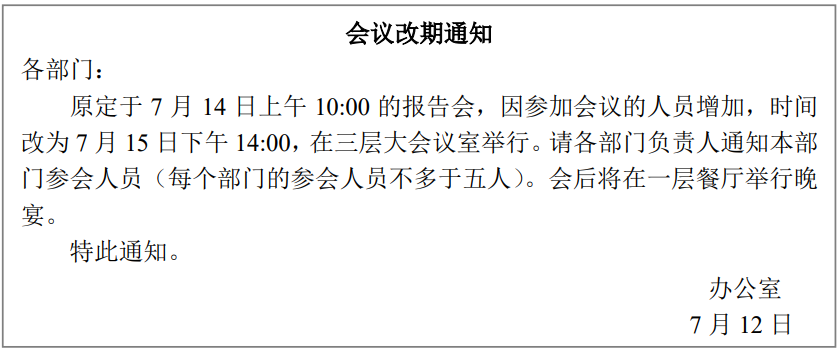 会议改期通知
各部门：
原定于 7 月 14 日上午 10:00 的报告会，因参加会议的人员增加，时间
改为 7 月 15 日下午 14:00，在三层大会议室举行。请各部门负责人通知本部
门参会人员（每个部门的参会人员不多于五人）。会后将在一层餐厅举行晚
宴。
特此通知。
办公室
7 月 12 日